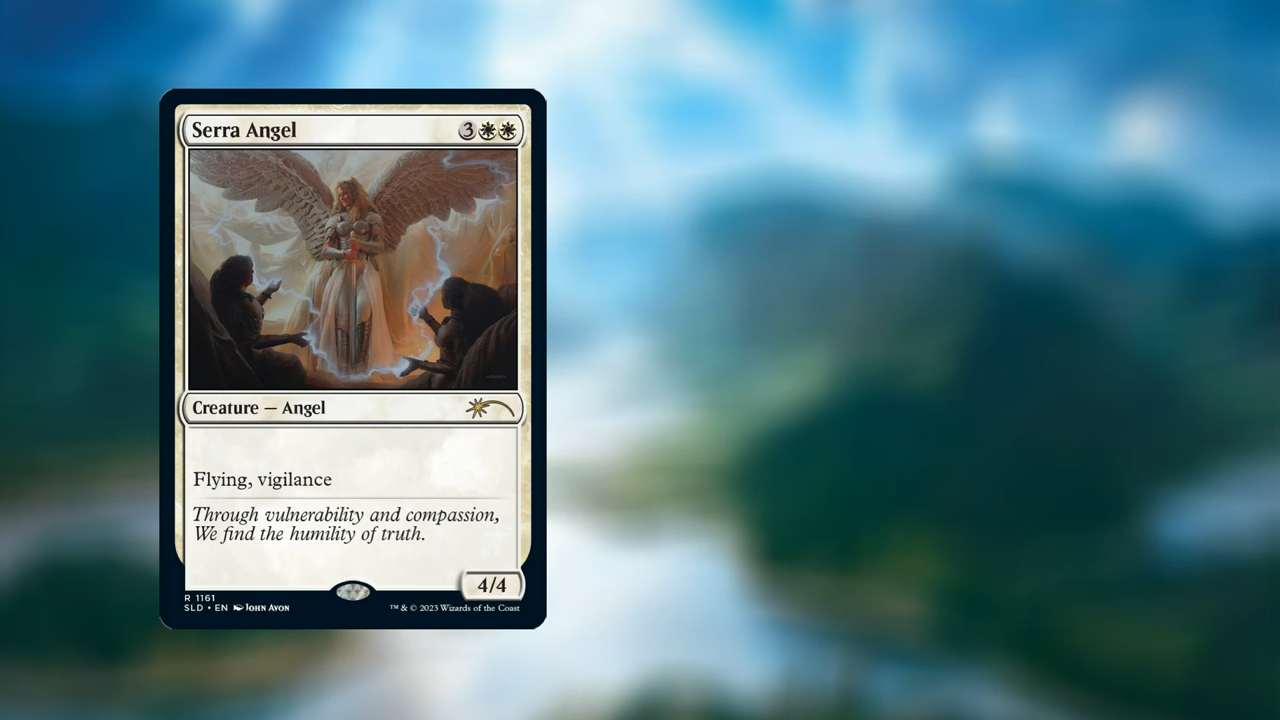 Serra Angel 3
Creature — Angel
Flying, vigilance
Through vulnerability and compassion,
We find the humility of truth.
4/4
R 1161
SLD • EN John Avon
™ & © 2023 Wizards of the Coast